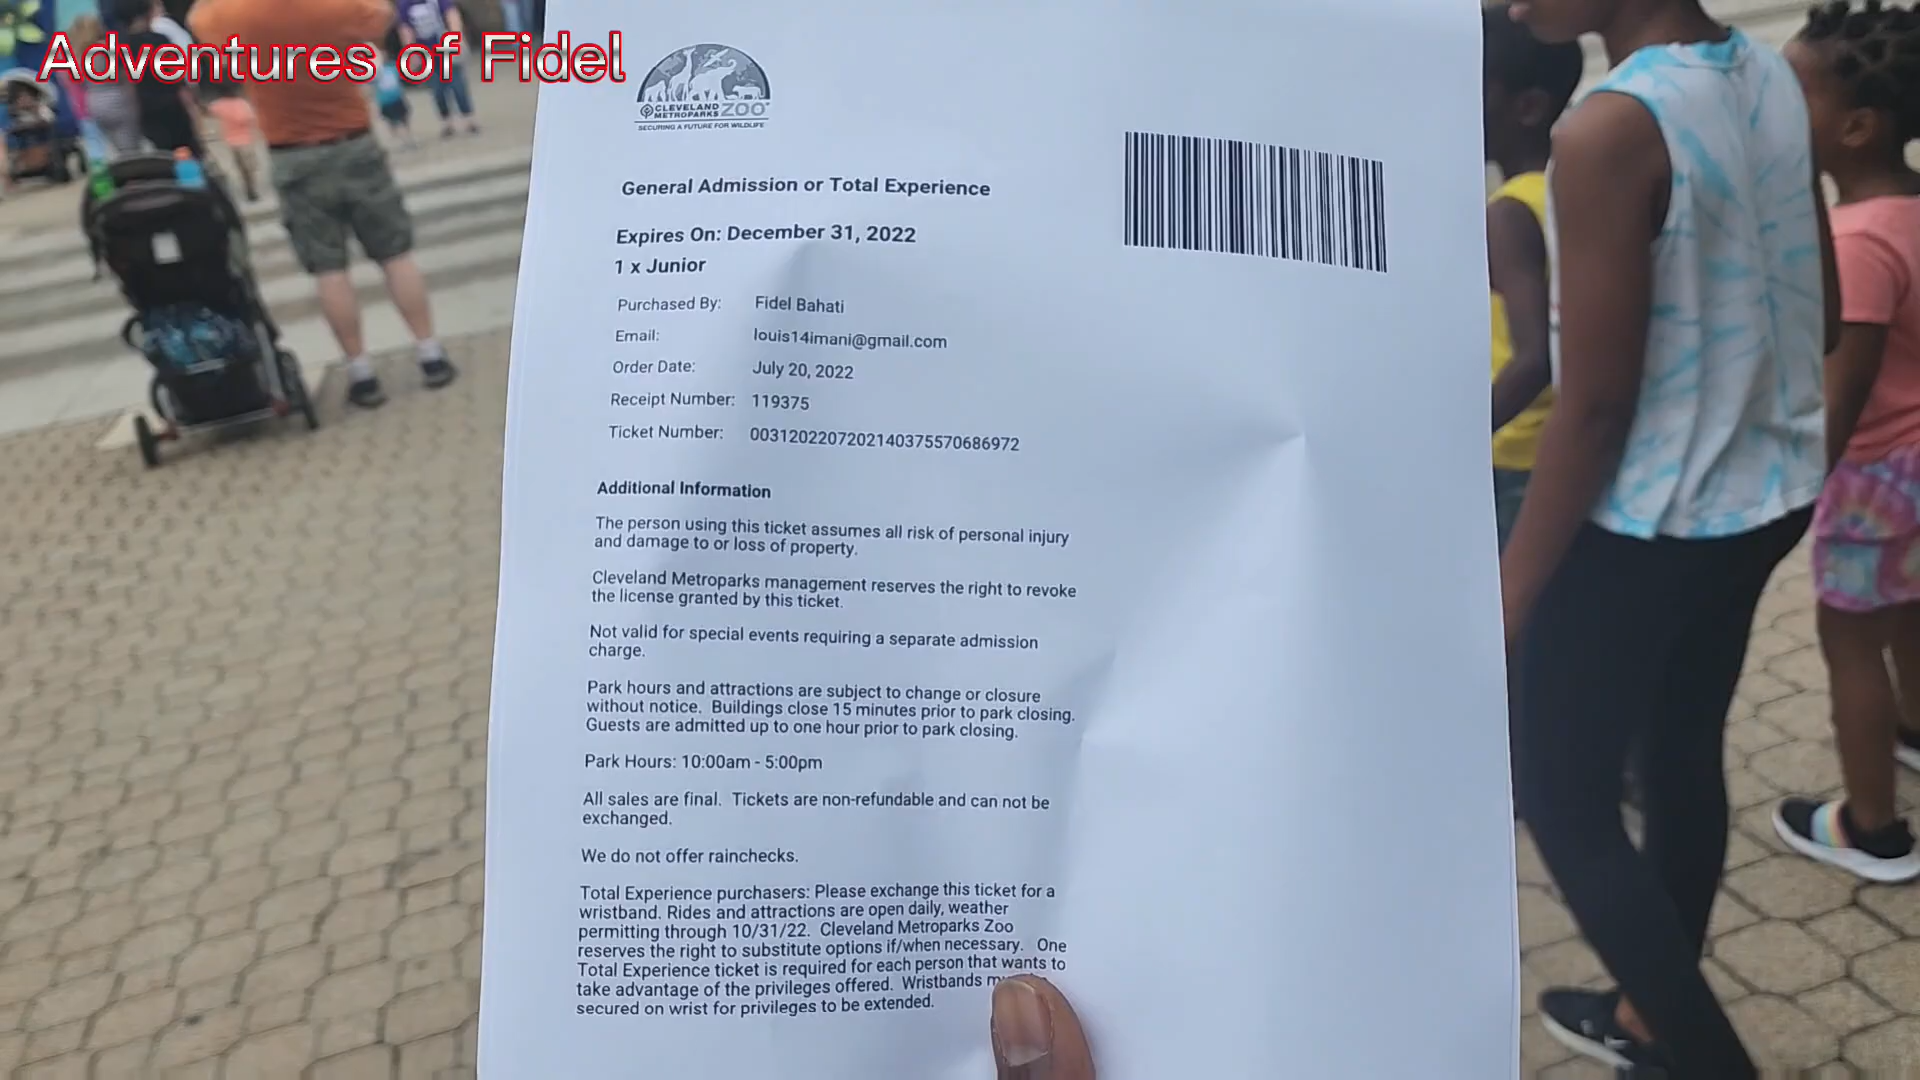 Adventures of Fidel
CLEVELAND
METROPARKS ZOO
SECURING A FUTURE FOR WILDLIFE
General Admission or Total Experience
Expires On: December 31, 2022
1 x Junior
Purchased By: Fidel Bahati
Email: louis14imani@gmail.com
Order Date: July 20, 2022
Receipt Number: 119375
Ticket Number: 0031202207202140375570686972
Additional Information
The person using this ticket assumes all risk of personal injury
and damage to or loss of property.
Cleveland Metroparks management reserves the right to revoke
the license granted by this ticket.
Not valid for special events requiring a separate admission
charge.
Park hours and attractions are subject to change or closure
without notice. Buildings close 15 minutes prior to park closing.
Guests are admitted up to one hour prior to park closing.
Park Hours: 10:00am - 5:00pm
All sales are final. Tickets are non-refundable and can not be
exchanged.
We do not offer rainchecks.
Total Experience purchasers: Please exchange this ticket for a
wristband. Rides and attractions are open daily, weather
permitting through 10/31/22. Cleveland Metroparks Zoo
reserves the right to substitute options if/when necessary. One
Total Experience ticket is required for each person that wants to
take advantage of the privileges offered. Wristbands
secured on wrist for privileges to be extended.